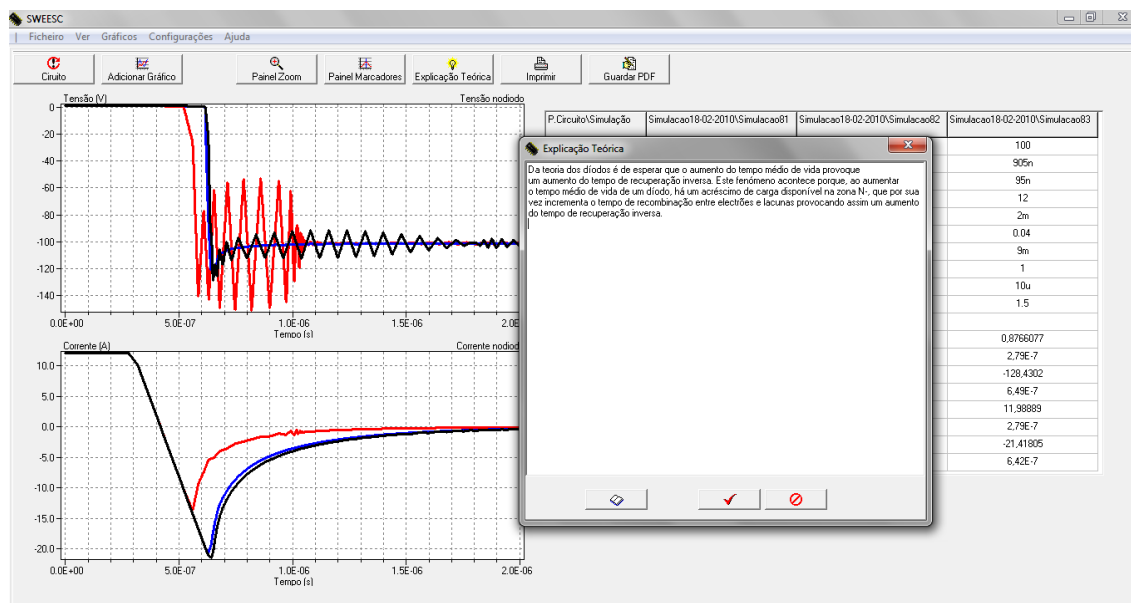 SWEESC
Ficheiro Ver Gráficos Configurações Ajuda
Ciruito
Adicionar Gráfico
Painel Zoom
Painel Marcadores
Explicação Teórica
Imprimir
Guardar PDF
Tensão (V)
Tensão nodiodo
0
-20
-40
-60
-80
-100
-120
-140
0.0E+00 5.0E-07 1.0E-06 1.5E-06 2.0E
Tempo (s)
Corrente (A)
Corrente nodiod
10.0
5.0
0.0
-5.0
-10.0
-15.0
-20.0
0.0E+00 5.0E-07 1.0E-06 1.5E-06 2.0E-06
Tempo (s)
P.Circuito\Simulação Simulacao18-02-2010\Simulacao81 Simulacao18-02-2010\Simulacao82 Simulacao18-02-2010\Simulacao83
100
905n
95n
12
2m
0.04
9m
1
10u
1.5
0,8766077
2,79E-7
-128,4302
6,49E-7
11,98889
2,79E-7
-21,41805
6,42E-7
Explicação Teórica
Da teoria dos díodos é de esperar que o aumento do tempo médio de vida provoque
um aumento do tempo de recuperação inversa. Este fenómeno acontece porque, ao aumentar
o tempo médio de vida de um díodo, há um acréscimo de carga disponível na zona N-, que por sua
vez incrementa o tempo de recombinação entre electrões e lacunas provocando assim um aumento
do tempo de recuperação inversa.